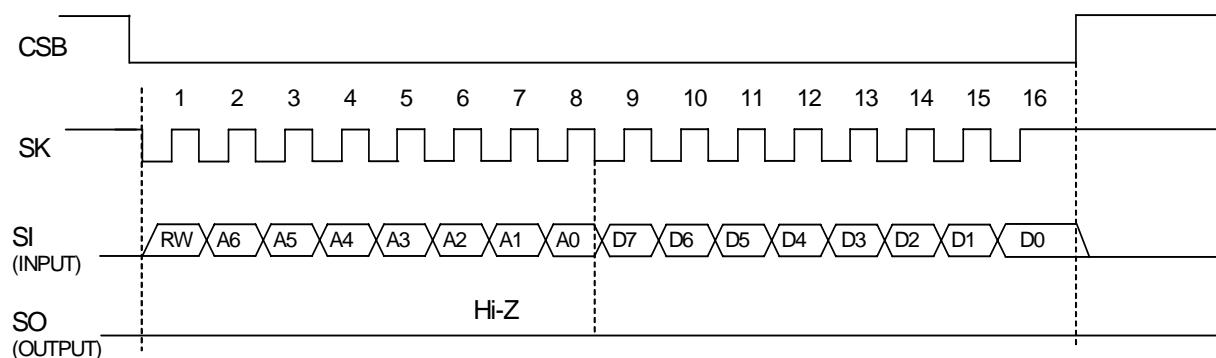 CSB
1 2 3 4 5 6 7 8 9 10 11 12 13 14 15 16
SK
SI
(INPUT)
RW A6 A5 A4 A3 A2 A1 A0 D7 D6 D5 D4 D3 D2 D1 D0
Hi-Z
SO
(OUTPUT)